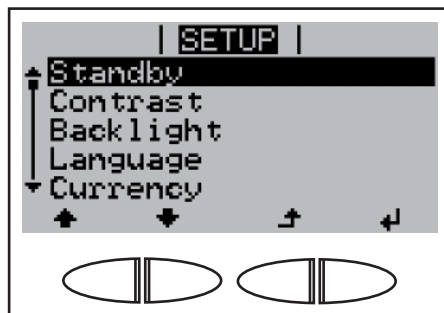 SETUP
Standby
Contrast
Backlight
Language
Currency